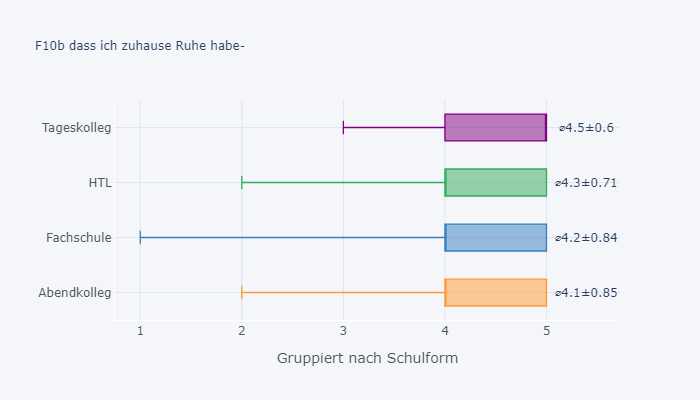 F10b dass ich zuhause Ruhe habe-
Tageskolleg
⌀4.5±0.6
HTL
⌀4.3±0.71
Fachschule
⌀4.2±0.84
Abendkolleg
⌀4.1±0.85
1 2 3 4 5
Gruppiert nach Schulform